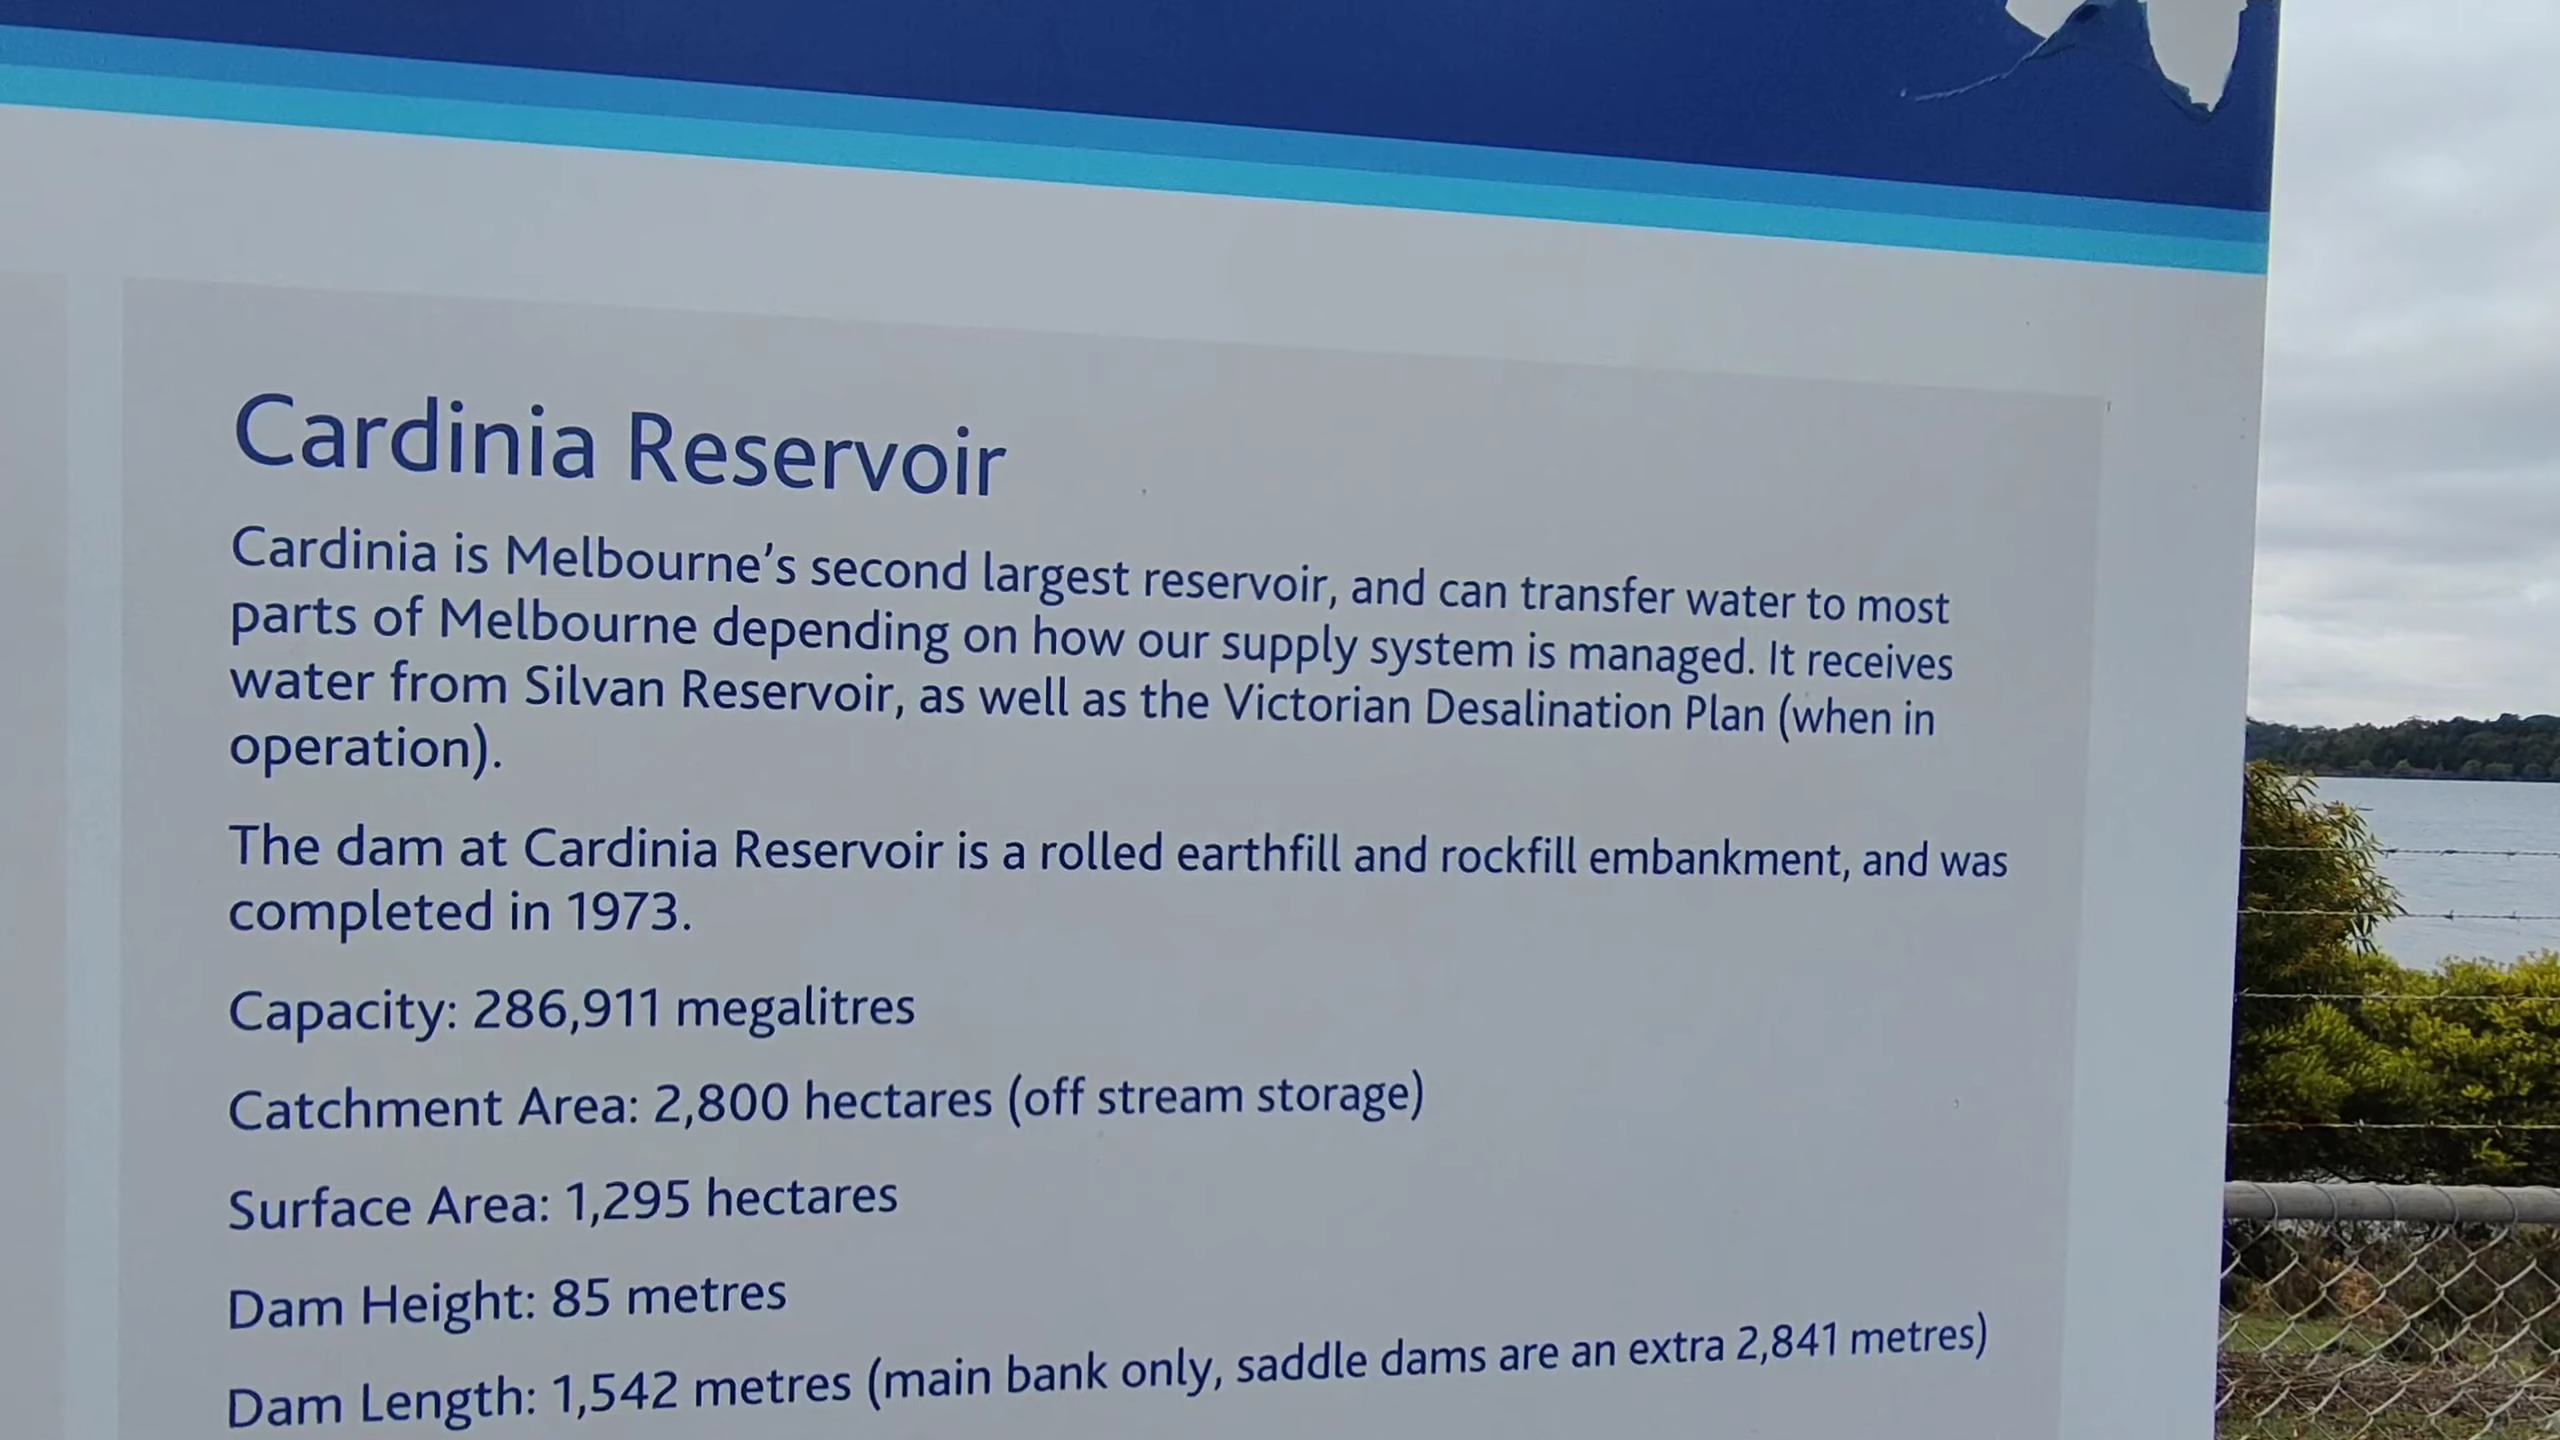 Cardinia Reservoir
Cardinia is Melbourne's second largest reservoir, and can transfer water to most
parts of Melbourne depending on how our supply system is managed. It receives
water from Silvan Reservoir, as well as the Victorian Desalination Plan (when in
operation).
The dam at Cardinia Reservoir is a rolled earthfill and rockfill embankment, and was
completed in 1973.
Capacity: 286,911 megalitres
Catchment Area: 2,800 hectares (off stream storage)
Surface Area: 1,295 hectares
Dam Height: 85 metres
Dam Length: 1,542 metres (main bank only, saddle dams are an extra 2,841 metres)